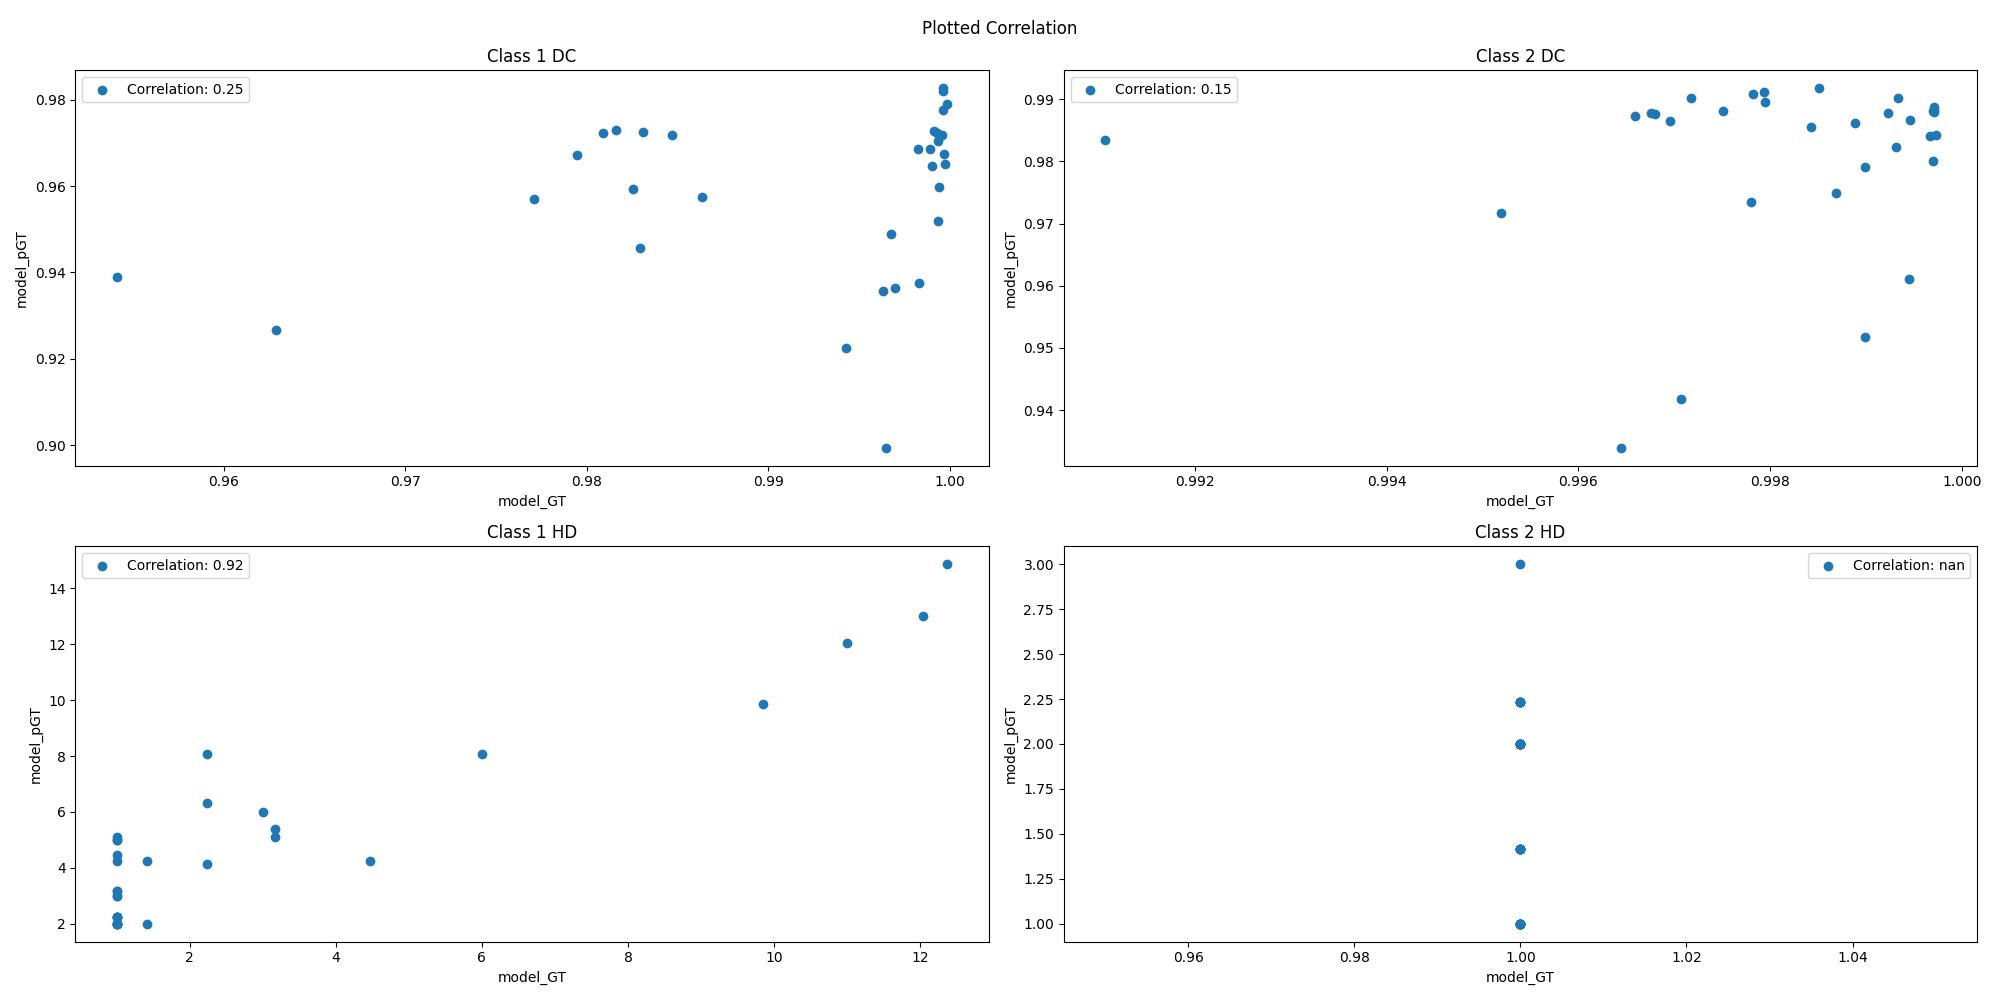 Plotted Correlation
Class 1 DC
Correlation: 0.25
0.98
0.96
0.94
0.92
0.90
model_pGT
0.96 0.97 0.98 0.99 1.00
model_GT
Class 2 DC
Correlation: 0.15
0.99
0.98
0.97
0.96
0.95
0.94
model_pGT
0.992 0.994 0.996 0.998 1.000
model_GT
Class 1 HD
Correlation: 0.92
14
12
10
8
6
4
2
model_pGT
2 4 6 8 10 12
model_GT
Class 2 HD
Correlation: nan
3.00
2.75
2.50
2.25
2.00
1.75
1.50
1.25
1.00
model_pGT
0.96 0.98 1.00 1.02 1.04
model_GT